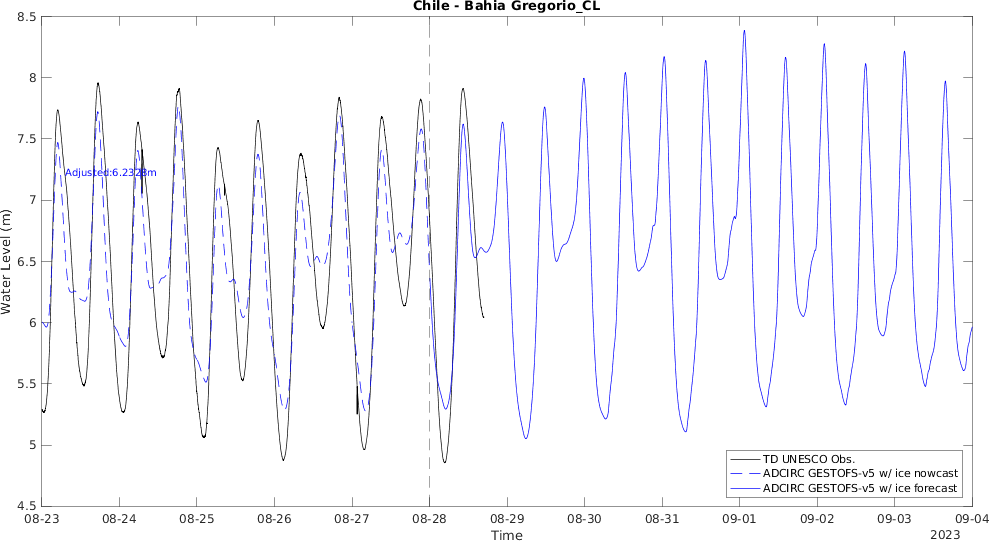 Chile - Bahia Gregorio_CL
8.5
8
7.5
7
6.5
6
5.5
5
4.5
Water Level (m)
TD UNESCO Obs.
ADCIRC GESTOFS-v5 w/ ice nowcast
ADCIRC GESTOFS-v5 w/ ice forecast
08-23 08-24 08-25 08-26 08-27 08-28 08-29 08-30 08-31 09-01 09-02 09-03 09-04
Time
2023